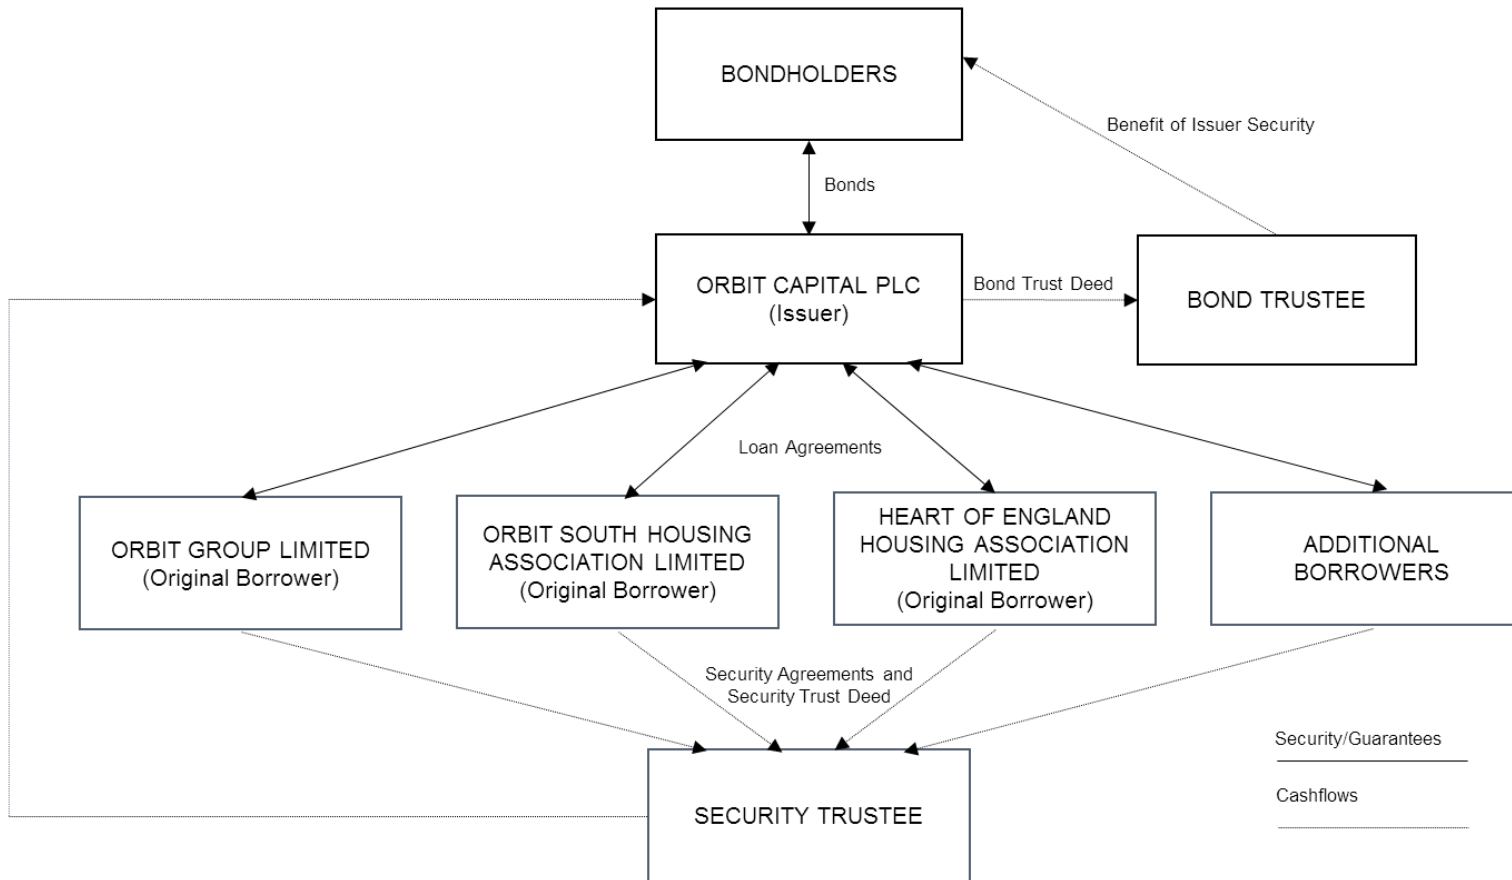 BONDHOLDERS
Benefit of Issuer Security
Bonds
ORBIT CAPITAL PLC
(Issuer)
Bond Trust Deed
BOND TRUSTEE
Loan Agreements
ORBIT GROUP LIMITED
(Original Borrower)
ORBIT SOUTH HOUSING
ASSOCIATION LIMITED
(Original Borrower)
HEART OF ENGLAND
HOUSING ASSOCIATION
LIMITED
(Original Borrower)
ADDITIONAL
BORROWERS
Security Agreements and
Security Trust Deed
SECURITY TRUSTEE
Security/Guarantees
Cashflows